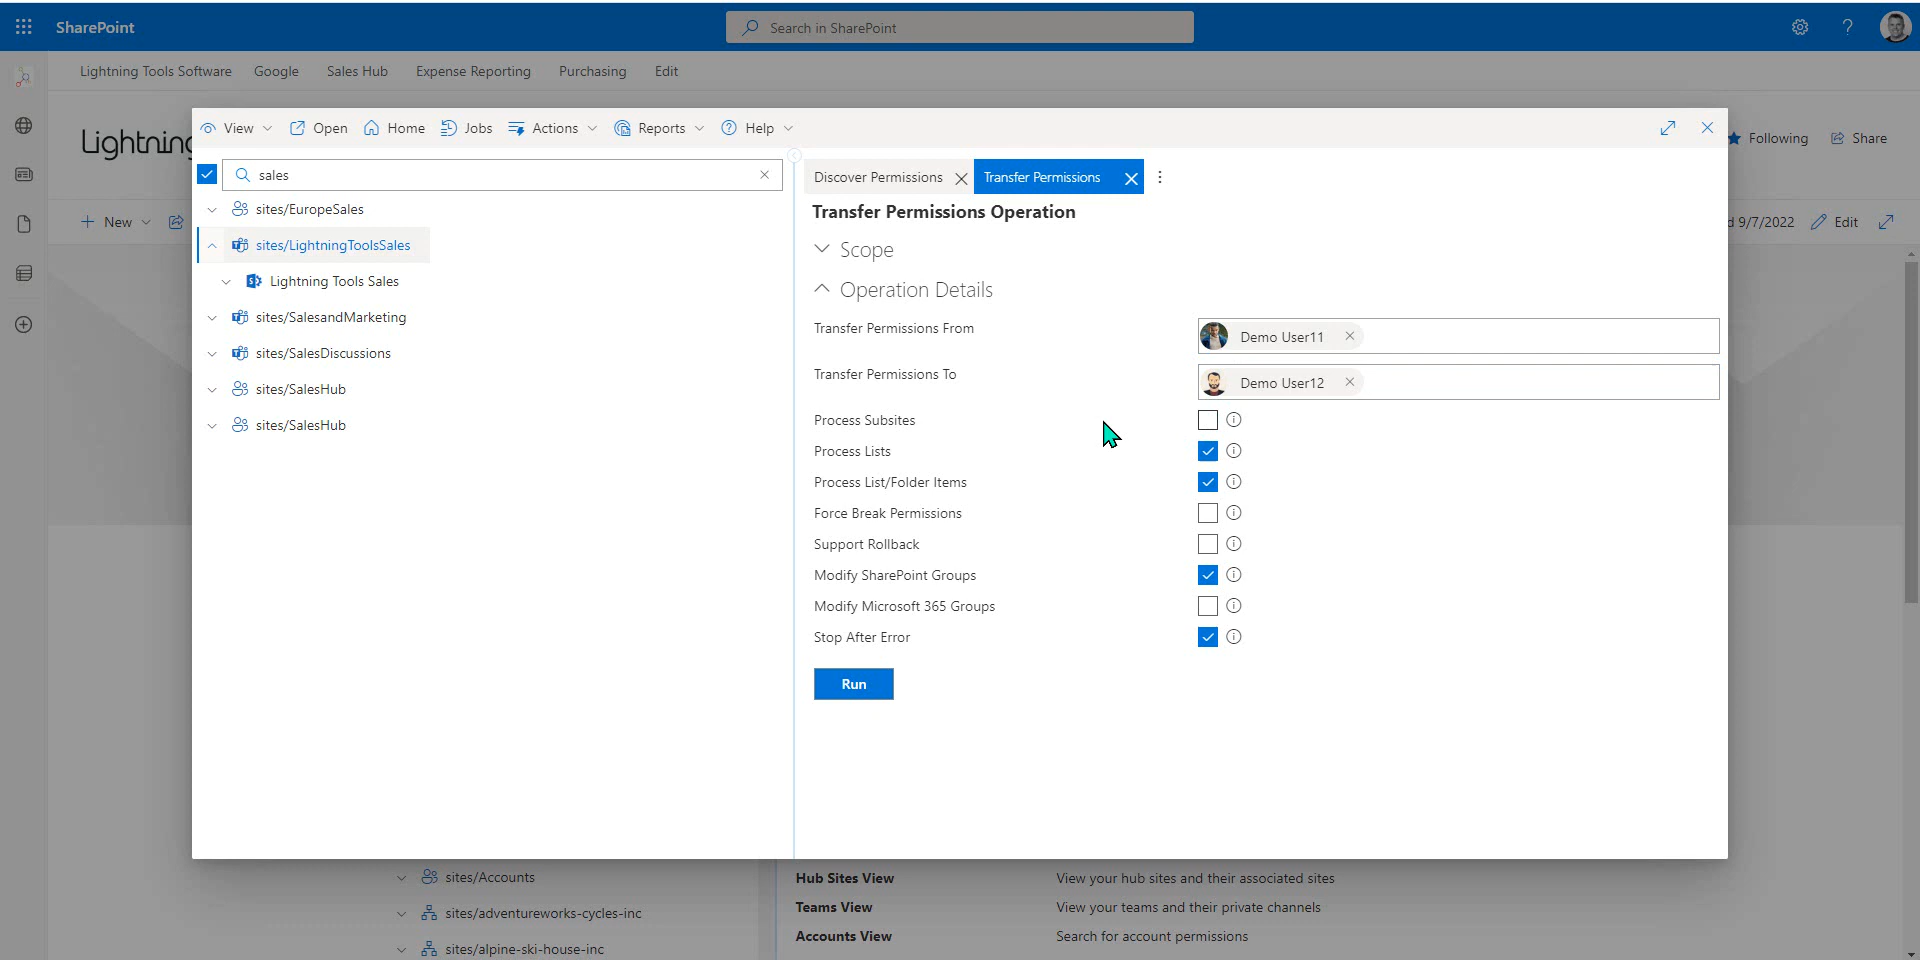 SharePoint
Search in SharePoint
?
Lightning Tools Software Google Sales Hub Expense Reporting Purchasing Edit
Lightning
Following Share
New
d 9/7/2022 Edit
View Open Home Jobs Actions Reports Help
sales
sites/EuropeSales
sites/LightningToolsSales
Lightning Tools Sales
sites/SalesandMarketing
sites/SalesDiscussions
sites/SalesHub
sites/SalesHub
Discover Permissions Transfer Permissions
Transfer Permissions Operation
Scope
Operation Details
Transfer Permissions From Demo User11
Transfer Permissions To Demo User12
Process Subsites
Process Lists
Process List/Folder Items
Force Break Permissions
Support Rollback
Modify SharePoint Groups
Modify Microsoft 365 Groups
Stop After Error
Run
sites/Accounts
sites/adventureworks-cycles-inc
sites/alpine-ski-house-inc
Hub Sites View View your hub sites and their associated sites
Teams View View your teams and their private channels
Accounts View Search for account permissions